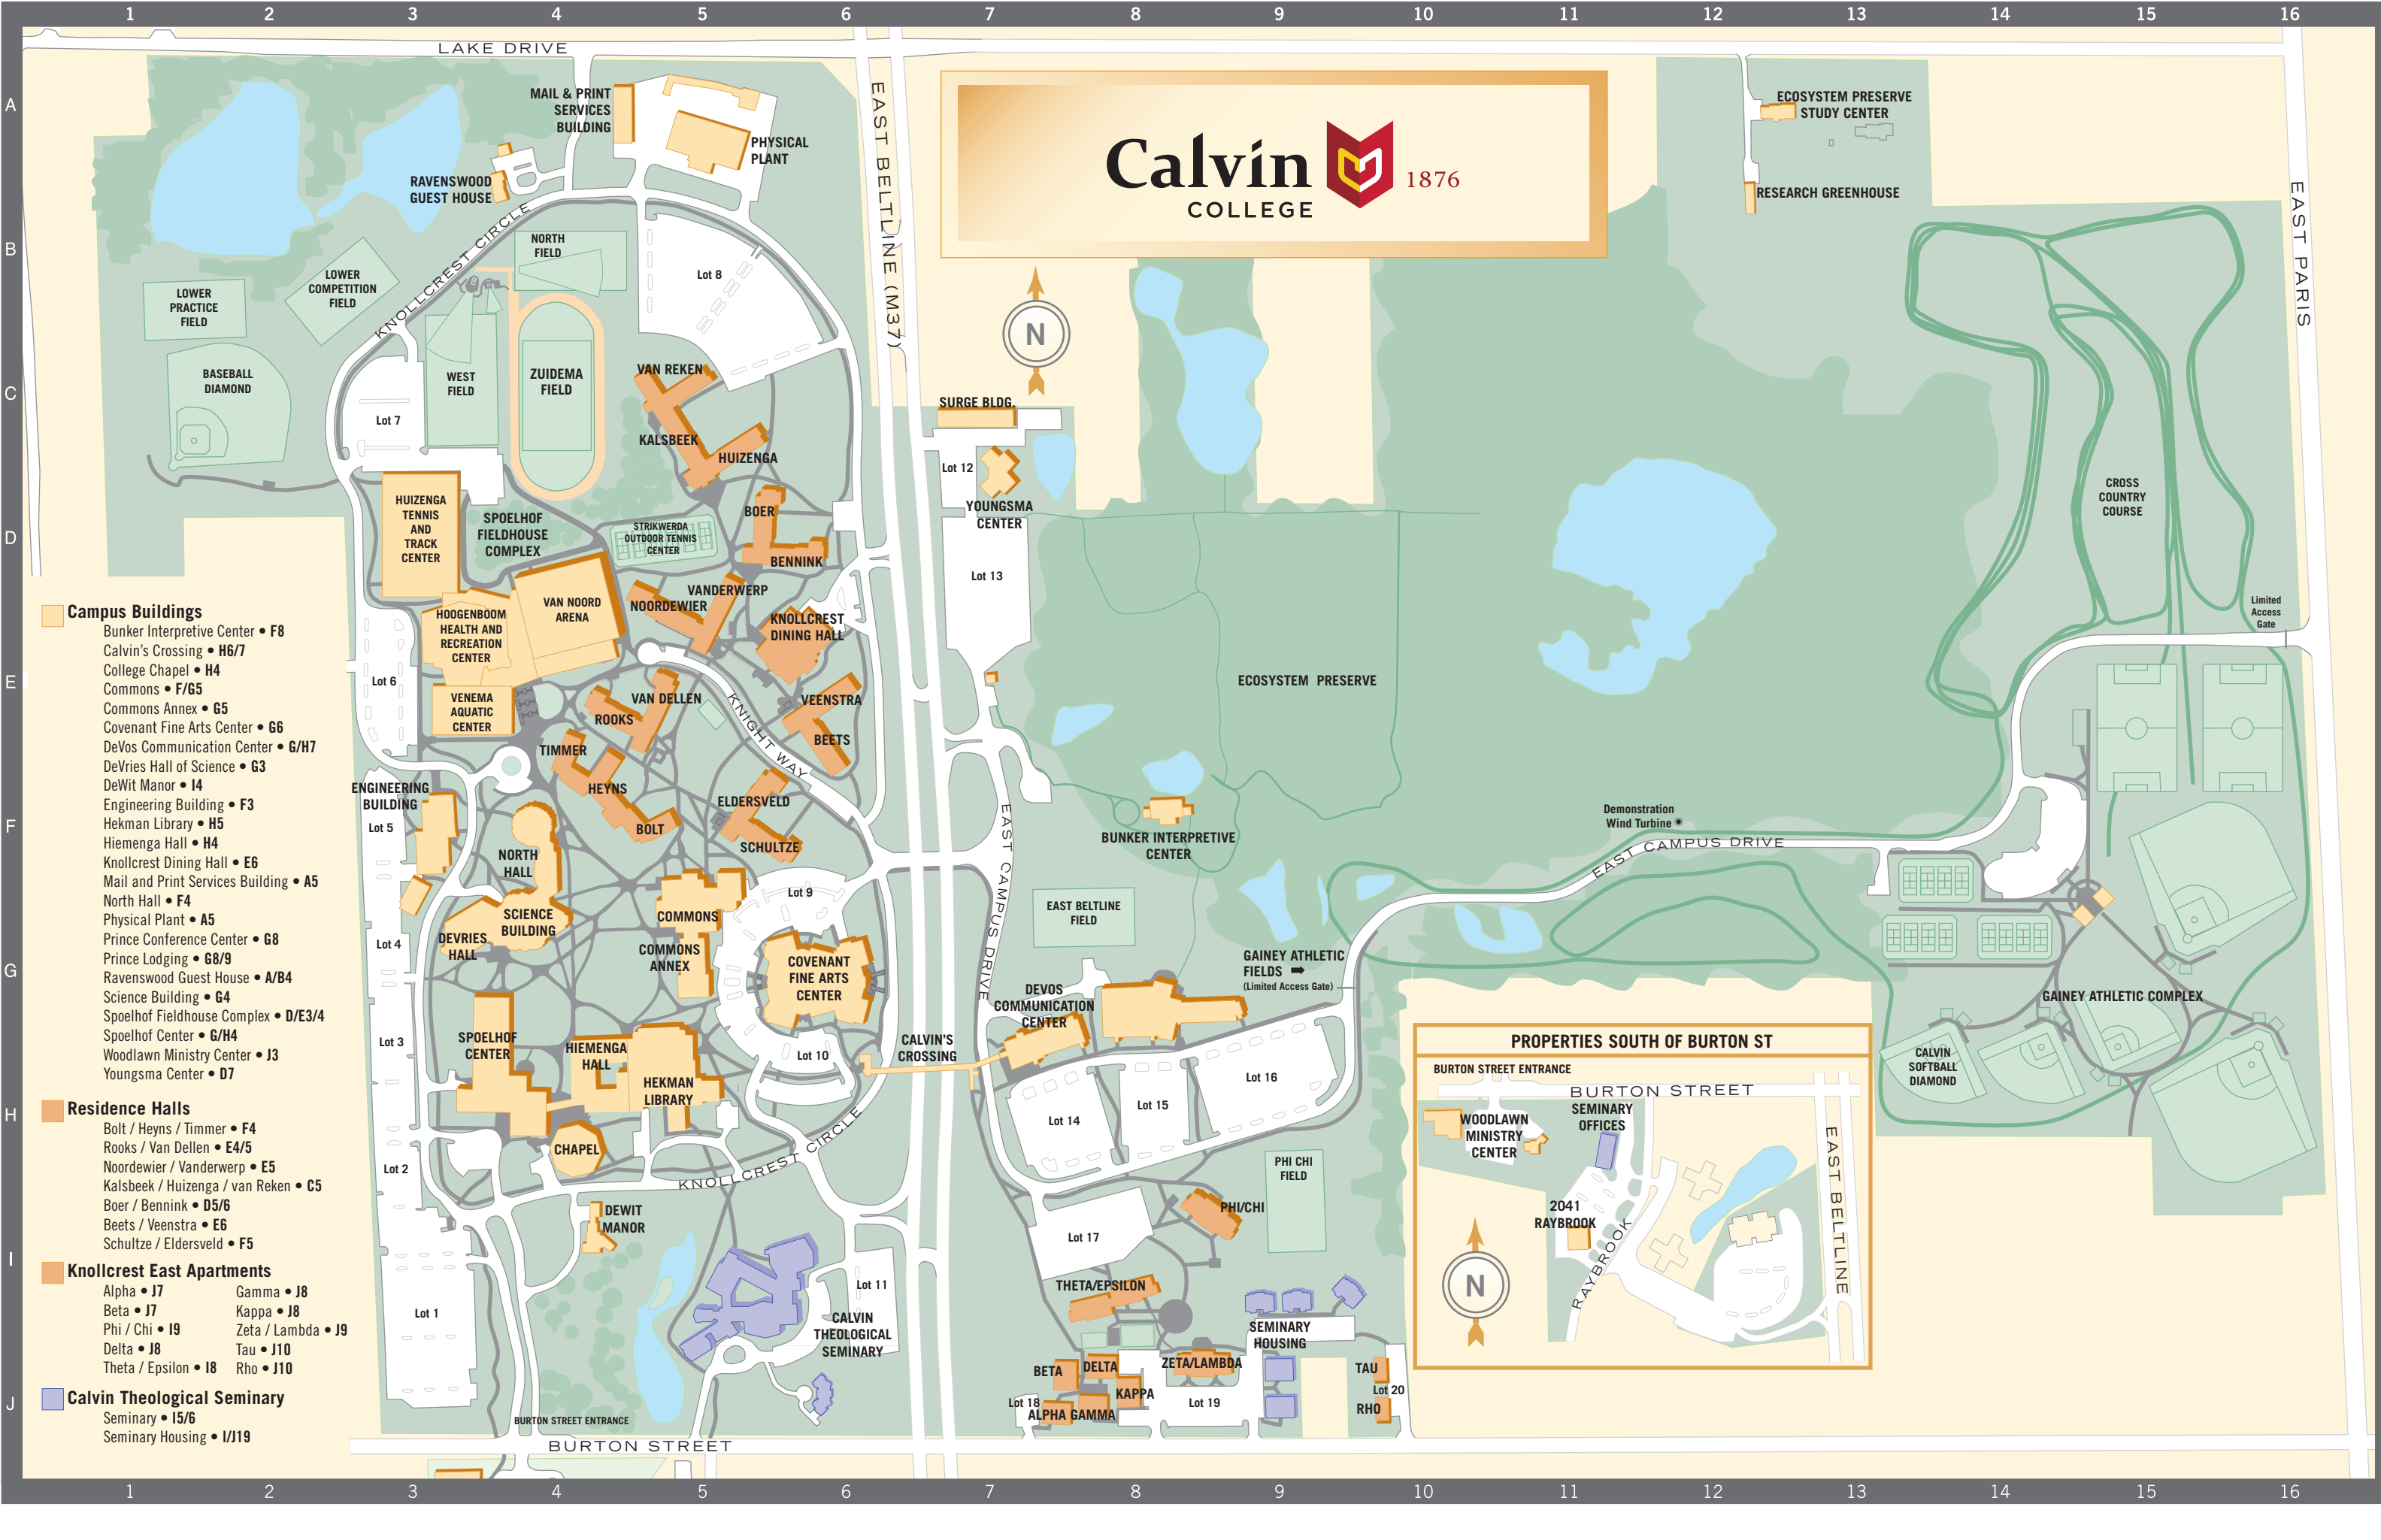 1 2 3 4 5 6 7 8 9 10 11 12 13 14 15 16
A
B
C
D
E
F
G
H
I
J
LAKE DRIVE
EAST BELTLINE (M37)
EAST PARIS
Calvin
COLLEGE
1876
N
MAIL & PRINT
SERVICES
BUILDING
PHYSICAL
PLANT
RAVENSWOOD
GUEST HOUSE
KNOLLCREST CIRCLE
NORTH
FIELD
Lot 8
LOWER
COMPETITION
FIELD
LOWER
PRACTICE
FIELD
BASEBALL
DIAMOND
WEST
FIELD
ZUIDEMA
FIELD
Lot 7
ECOSYSTEM PRESERVE
STUDY CENTER
RESEARCH GREENHOUSE
VAN REKEN
KALSBEEK
HUIZENGA
SURGE BLDG.
Lot 12
YOUNGSMA
CENTER
Lot 13
CROSS
COUNTRY
COURSE
HUIZENGA
TENNIS
AND
TRACK
CENTER
SPOELHOF
FIELDHOUSE
COMPLEX
STRIKWERDA
OUTDOOR TENNIS
CENTER
BOER
BENNINK
VAN NOORD
ARENA
NOORDEWIER
VANDERWERP
KNOLLCREST
DINING HALL
HOOGENBOOM
HEALTH AND
RECREATION
CENTER
VENEMA
AQUATIC
CENTER
Lot 6
VAN DELLEN
ROOKS
VEENSTRA
BEETS
KNIGHT WAY
TIMMER
HEYNS
BOLT
ELDERSVELD
SCHULTZE
ECOSYSTEM PRESERVE
Limited
Access
Gate
ENGINEERING
BUILDING
Lot 5
NORTH
HALL
SCIENCE
BUILDING
DEVRIES
HALL
Lot 4
COMMONS
COMMONS
ANNEX
Lot 9
COVENANT
FINE ARTS
CENTER
Lot 10
EAST CAMPUS DRIVE
BUNKER INTERPRETIVE
CENTER
Demonstration
Wind Turbine
EAST CAMPUS DRIVE
EAST BELTLINE
FIELD
GAINEY ATHLETIC
FIELDS ➡
(Limited Access Gate)
GAINEY ATHLETIC COMPLEX
CALVIN
SOFTBALL
DIAMOND
DEVOS
COMMUNICATION
CENTER
CALVIN'S
CROSSING
Lot 3
SPOELHOF
CENTER
HIEMENGA
HALL
HEKMAN
LIBRARY
CHAPEL
Lot 2
KNOLLCREST CIRCLE
Lot 14
Lot 15
Lot 16
PHI CHI
FIELD
PHI/CHI
Lot 17
DEWIT
MANOR
Lot 1
Lot 11
CALVIN
THEOLOGICAL
SEMINARY
THETA/EPSILON
SEMINARY
HOUSING
BETA
DELTA
ZETA/LAMBDA
KAPPA
TAU
Lot 20
RHO
Lot 18
ALPHA
GAMMA
Lot 19
BURTON STREET ENTRANCE
BURTON STREET
PROPERTIES SOUTH OF BURTON ST
BURTON STREET ENTRANCE
BURTON STREET
WOODLAWN
MINISTRY
CENTER
SEMINARY
OFFICES
2041
RAYBROOK
RAYBROOK
EAST BELTLINE
N
Campus Buildings
Bunker Interpretive Center • F8
Calvin's Crossing • H6/7
College Chapel • H4
Commons • F/G5
Commons Annex • G5
Covenant Fine Arts Center • G6
DeVos Communication Center • G/H7
DeVries Hall of Science • G3
DeWit Manor • I4
Engineering Building • F3
Hekman Library • H5
Hiemenga Hall • H4
Knollcrest Dining Hall • E6
Mail and Print Services Building • A5
North Hall • F4
Physical Plant • A5
Prince Conference Center • G8
Prince Lodging • G8/9
Ravenswood Guest House • A/B4
Science Building • G4
Spoelhof Fieldhouse Complex • D/E3/4
Spoelhof Center • G/H4
Woodlawn Ministry Center • J3
Youngsma Center • D7
Residence Halls
Bolt / Heyns / Timmer • F4
Rooks / Van Dellen • E4/5
Noordewier / Vanderwerp • E5
Kalsbeek / Huizenga / van Reken • C5
Boer / Bennink • D5/6
Beets / Veenstra • E6
Schultze / Eldersveld • F5
Knollcrest East Apartments
Alpha • J7 Gamma • J8
Beta • J7 Kappa • J8
Phi / Chi • I9 Zeta / Lambda • J9
Delta • J8 Tau • J10
Theta / Epsilon • I8 Rho • J10
Calvin Theological Seminary
Seminary • I5/6
Seminary Housing • I/J19
1 2 3 4 5 6 7 8 9 10 11 12 13 14 15 16